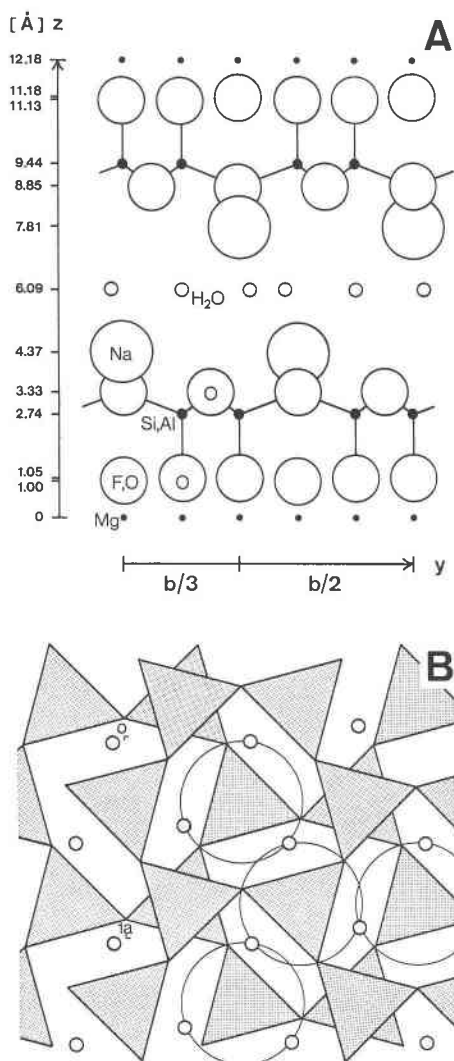 [Å] z
A
12.18
11.18
11.13
9.44
8.85
7.81
6.09
H₂O
4.37
Na
3.33
O
2.74
Si,Al
1.05
1.00
F,O
O
0
Mg
b/3
b/2
y
B